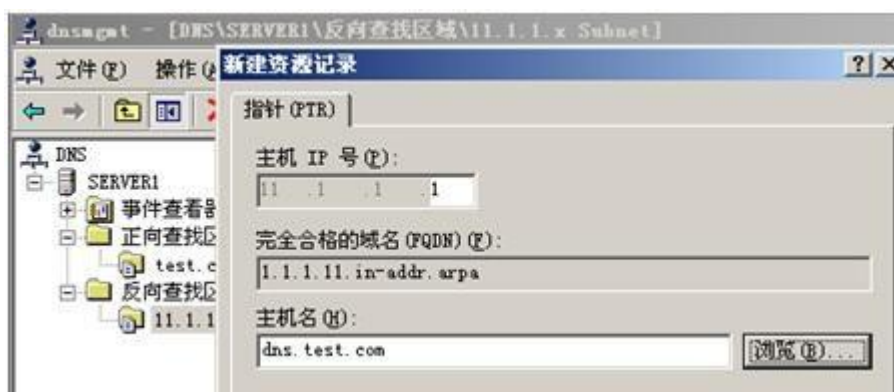 dnsmgmt - [DNS\SERVER1\反向查找区域\11.1.1.x Subnet]
文件(F) 操作(A
新建资源记录
指针(PTR)
DNS
SERVER1
事件查看器
正向查找区
test.c
反向查找区
11.1.1
主机 IP 号(P):
11 .1 .1 .1
完全合格的域名(FQDN)(F):
1.1.1.11.in-addr.arpa
主机名(H):
dns.test.com
浏览(B)...